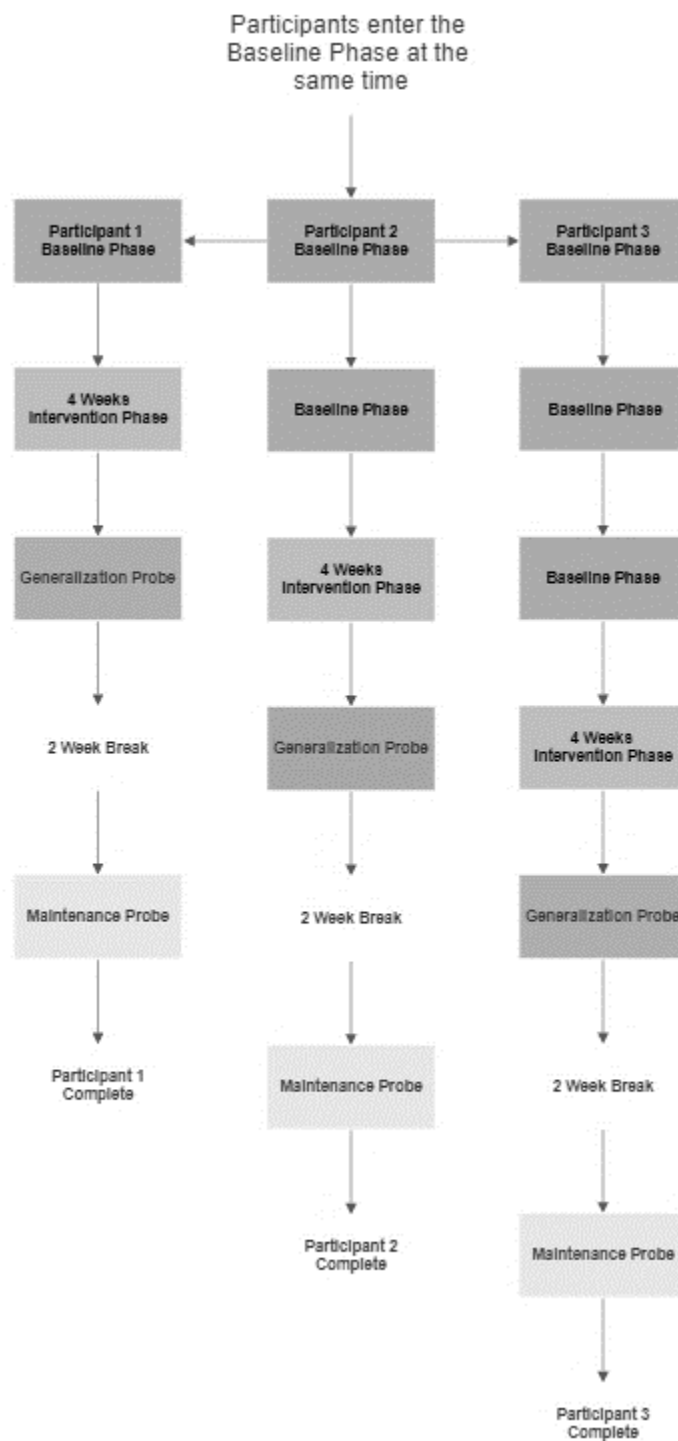 Participants enter the
Baseline Phase at the
same time
Participant 1
Baseline Phase
Participant 2
Baseline Phase
Participant 3
Baseline Phase
4 Weeks
Intervention Phase
Baseline Phase
Baseline Phase
Generalization Probe
4 Weeks
Intervention Phase
Baseline Phase
2 Week Break
Generalization Probe
4 Weeks
Intervention Phase
Maintenance Probe
2 Week Break
Generalization Probe
Participant 1
Complete
Maintenance Probe
2 Week Break
Participant 2
Complete
Maintenance Probe
Participant 3
Complete